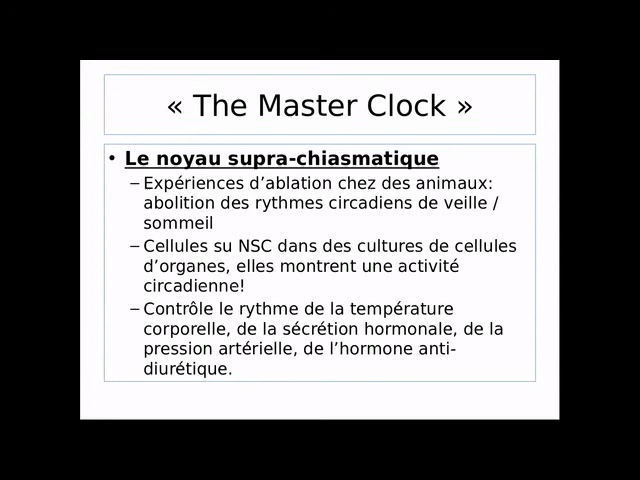 « The Master Clock »
• Le noyau supra-chiasmatique
– Expériences d’ablation chez des animaux:
abolition des rythmes circadiens de veille /
sommeil
– Cellules su NSC dans des cultures de cellules
d’organes, elles montrent une activité
circadienne!
– Contrôle le rythme de la température
corporelle, de la sécrétion hormonale, de la
pression artérielle, de l’hormone anti-
diurétique.